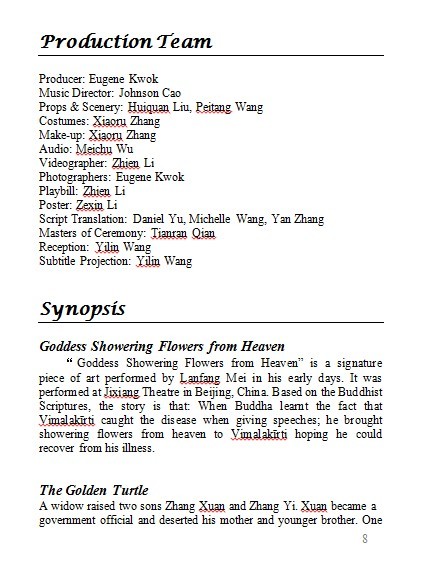 Production Team
Producer: Eugene Kwok
Music Director: Johnson Cao
Props & Scenery: Huiquan Liu, Peitang Wang
Costumes: Xiaoru Zhang
Make-up: Xiaoru Zhang
Audio: Meichu Wu
Videographer: Zhien Li
Photographers: Eugene Kwok
Playbill: Zhien Li
Poster: Zexin Li
Script Translation: Daniel Yu, Michelle Wang, Yan Zhang
Masters of Ceremony: Tianran Qian
Reception: Yilin Wang
Subtitle Projection: Yilin Wang
Synopsis
Goddess Showering Flowers from Heaven
“ Goddess Showering Flowers from Heaven” is a signature
piece of art performed by Lanfang Mei in his early days. It was
performed at Jixiang Theatre in Beijing, China. Based on the Buddhist
Scriptures, the story is that: When Buddha learnt the fact that
Vimalakīrti caught the disease when giving speeches; he brought
showering flowers from heaven to Vimalakīrti hoping he could
recover from his illness.
The Golden Turtle
A widow raised two sons Zhang Xuan and Zhang Yi. Xuan became a
government official and deserted his mother and younger brother. One
8